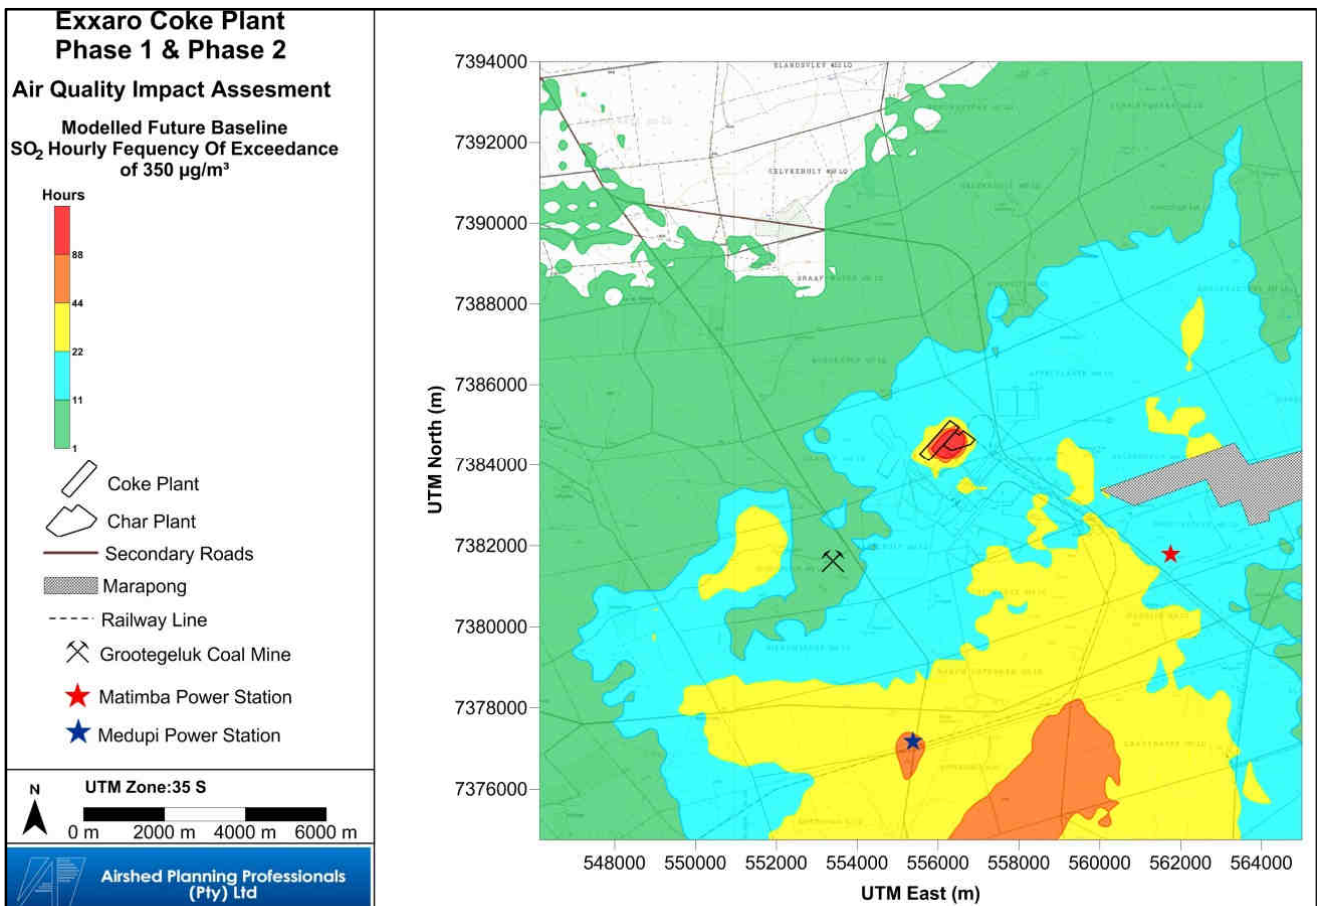 Exxaro Coke Plant
Phase 1 & Phase 2
Air Quality Impact Assesment
Modelled Future Baseline
SO₂ Hourly Fequency Of Exceedance
of 350 µg/m³
Hours
88
44
22
11
1
Coke Plant
Char Plant
Secondary Roads
Marapong
Railway Line
Grootegeluk Coal Mine
Matimba Power Station
Medupi Power Station
N
UTM Zone:35 S
0 m 2000 m 4000 m 6000 m
Airshed Planning Professionals
(Pty) Ltd
UTM North (m)
7394000
7392000
7390000
7388000
7386000
7384000
7382000
7380000
7378000
7376000
548000 550000 552000 554000 556000 558000 560000 562000 564000
UTM East (m)